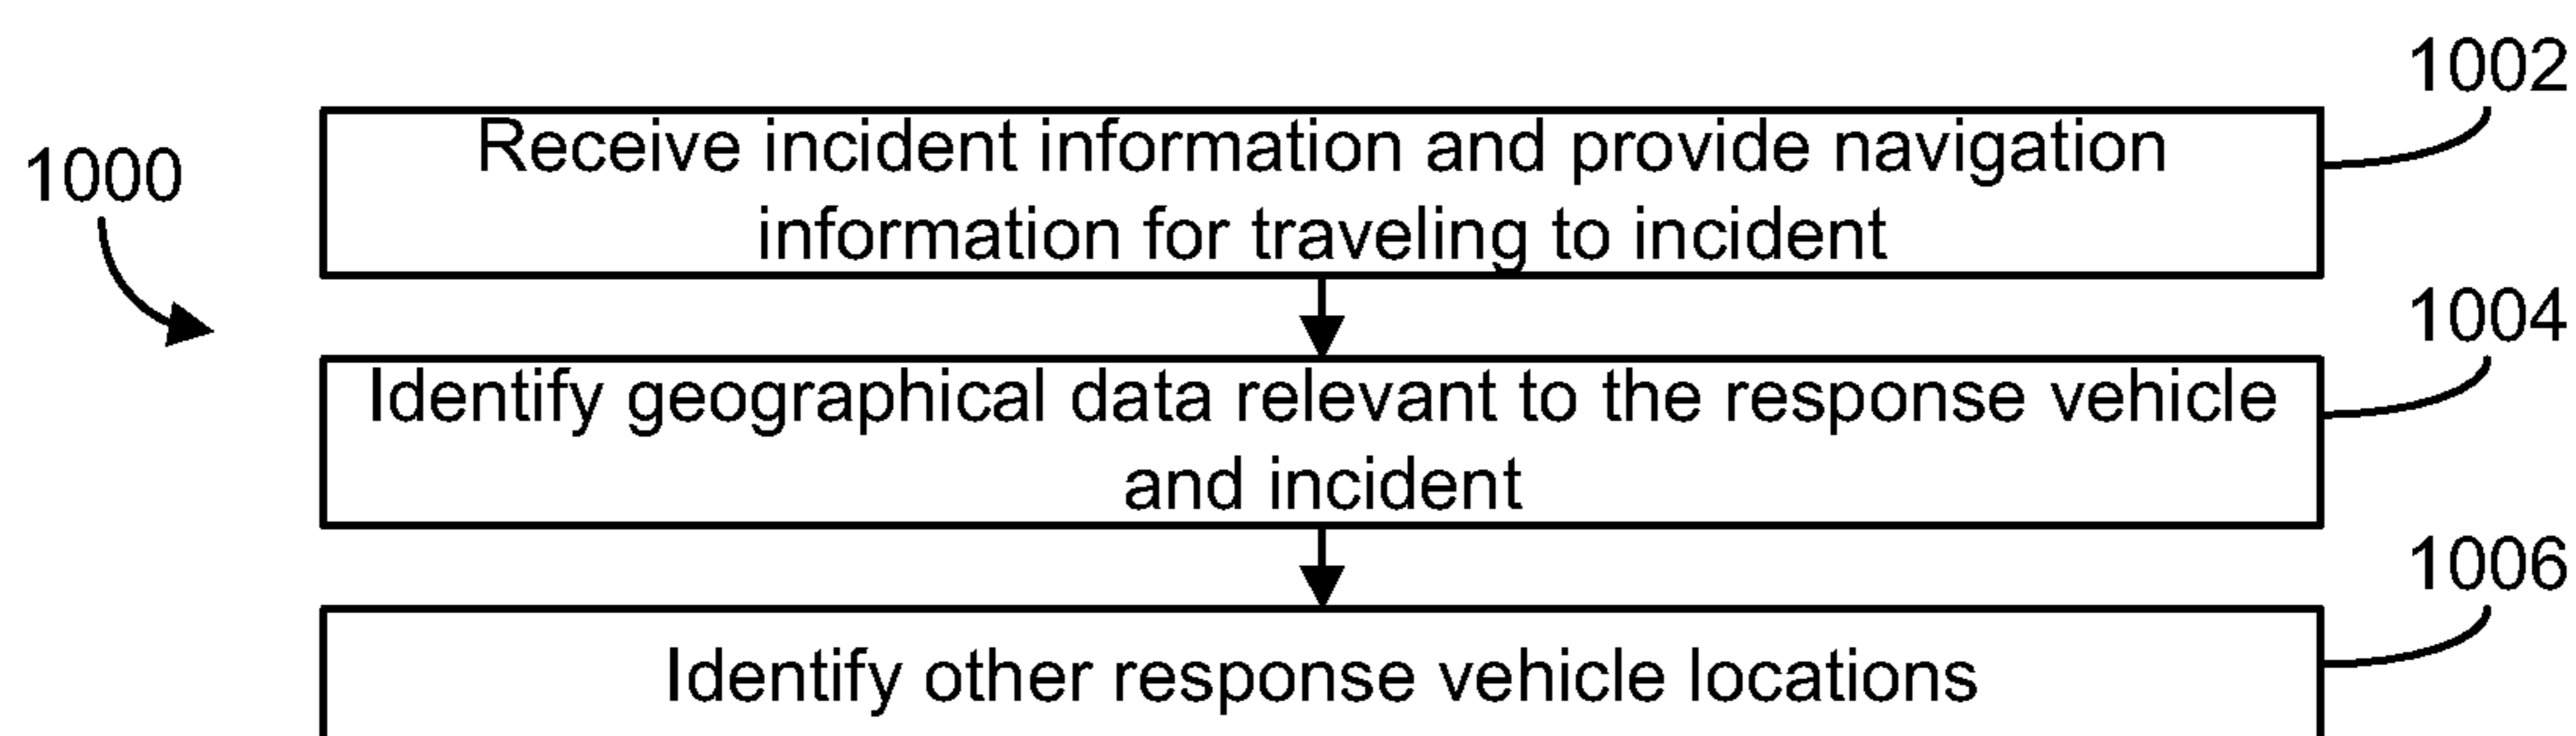 1002
Receive incident information and provide navigation
information for traveling to incident
1000
1004
Identify geographical data relevant to the response vehicle
and incident
1006
Identify other response vehicle locations